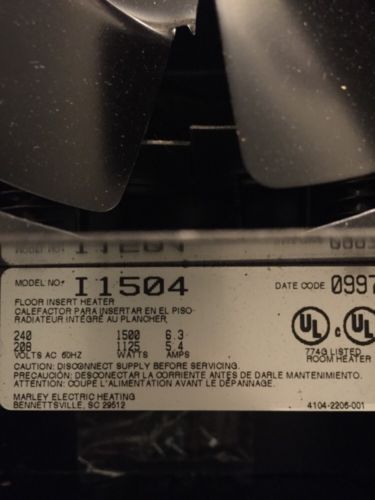 MODEL NO: I1504 DATE CODE 0997
FLOOR INSERT HEATER
CALEFACTOR PARA INSERTAR EN EL PISO
RADIATEUR INTÉGRÉ AU PLANCHER
240 1500 6.3
208 1125 5.4
VOLTS AC 60HZ WATTS AMPS
UL c UL
774G LISTED
ROOM HEATER
CAUTION: DISCONNECT SUPPLY BEFORE SERVICING.
PRECAUCIÓN: DESCONECTAR LA CORRIENTE ANTES DE DARLE MANTENIMIENTO.
ATTENTION: COUPE L'ALIMENTATION AVANT LE DÉPANNAGE.
MARLEY ELECTRIC HEATING
BENNETTSVILLE, SC 29512 4104-2206-001